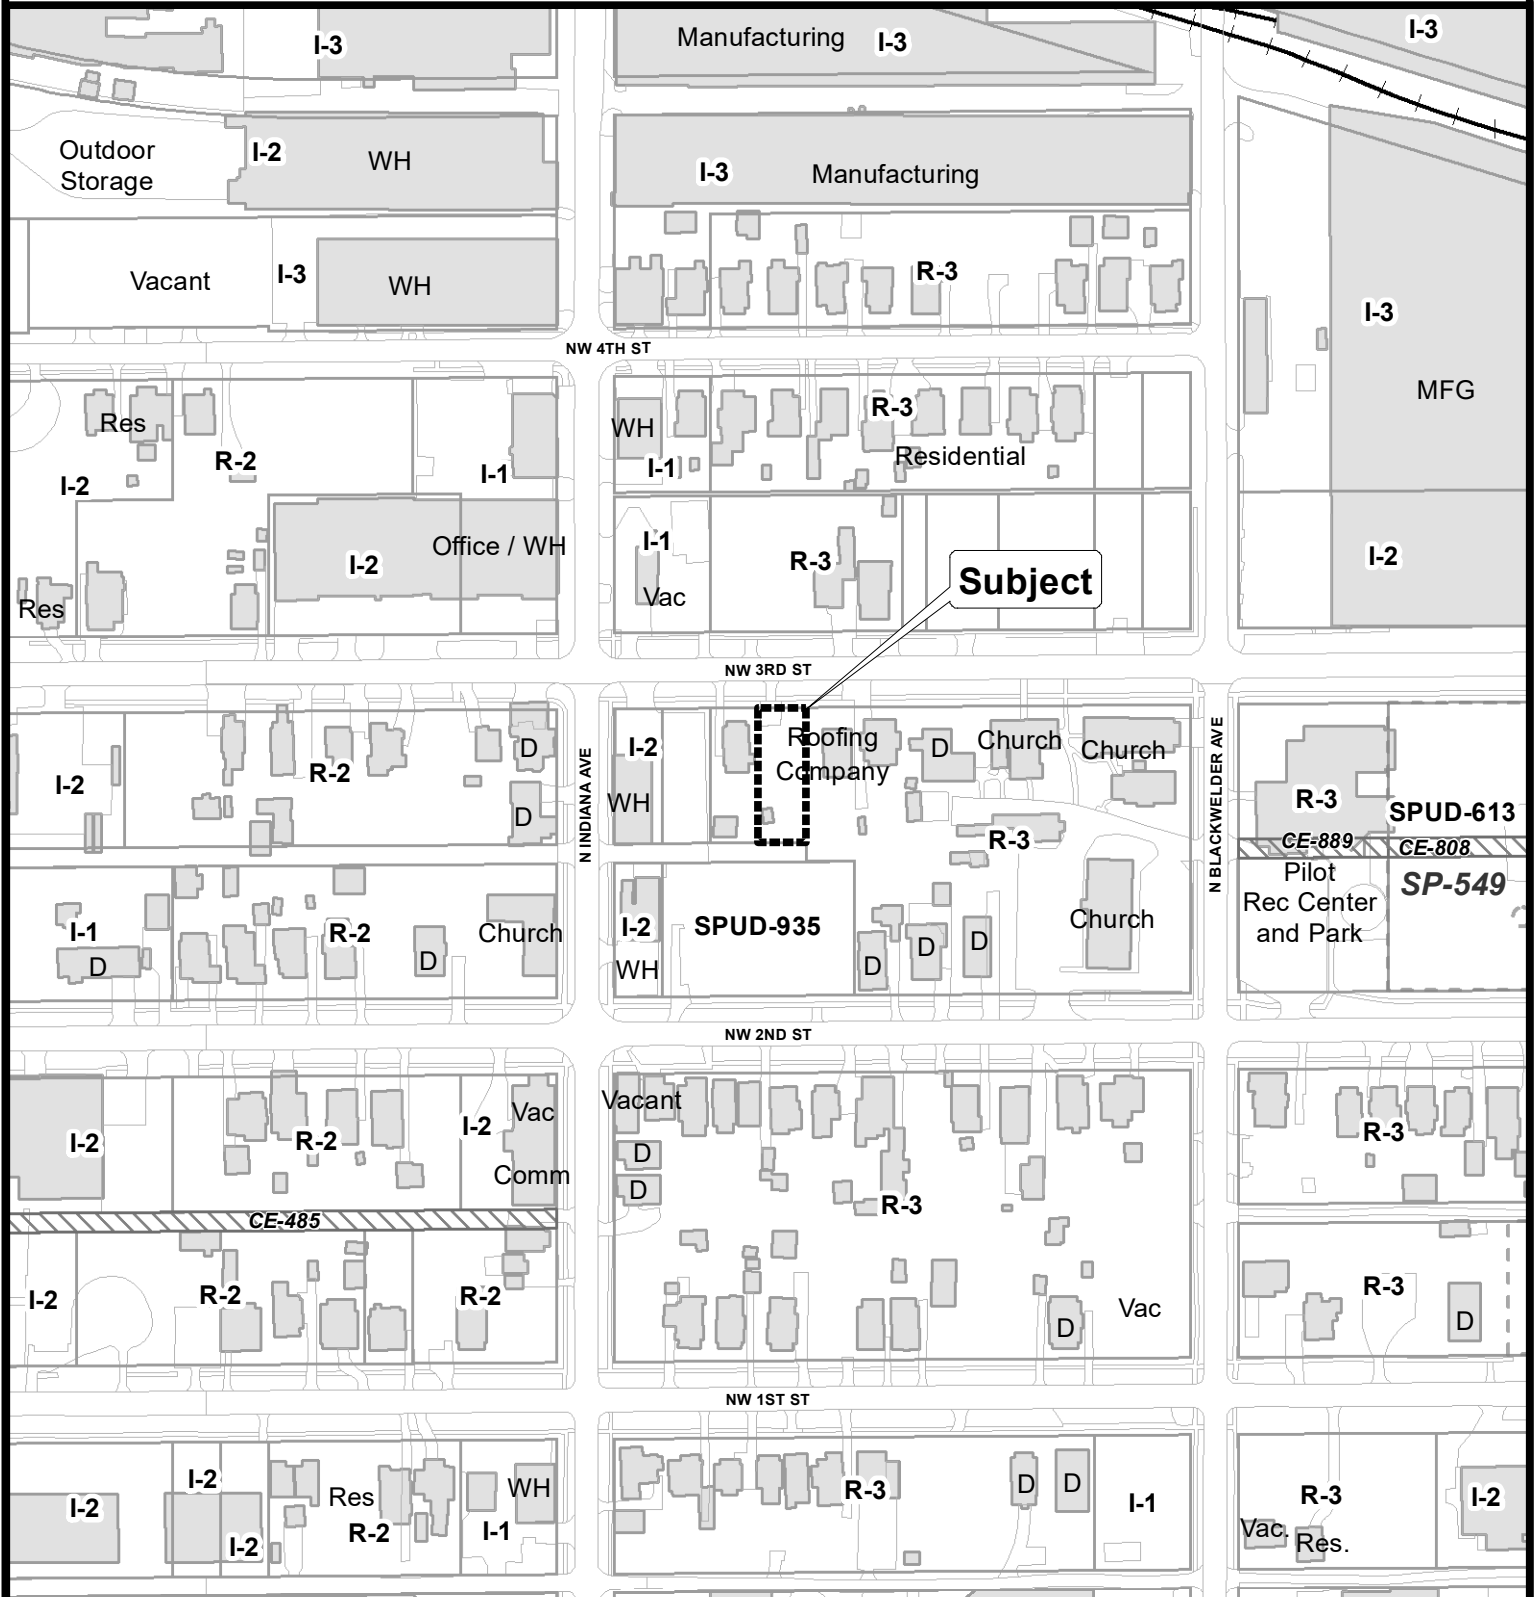 I-3
Manufacturing
I-3
I-3
Outdoor
Storage
I-2
WH
I-3
Manufacturing
Vacant
I-3
WH
R-3
I-3
NW 4TH ST
MFG
Res
R-2
I-2
I-1
WH
I-1
R-3
Residential
Office / WH
I-2
Res
I-1
Vac
R-3
Subject
I-2
NW 3RD ST
I-2
R-2
D
D
N INDIANA AVE
I-2
WH
Roofing
Company
D
Church
Church
R-3
N BLACKWELDER AVE
R-3
SPUD-613
CE-889
CE-808
Pilot
Rec Center
and Park
SP-549
I-1
D
R-2
D
Church
I-2
WH
SPUD-935
D
D
D
Church
NW 2ND ST
I-2
R-2
I-2
Vac
Comm
Vacant
D
D
R-3
R-3
CE-485
I-2
R-2
R-2
D
Vac
R-3
D
NW 1ST ST
I-2
I-2
I-2
Res
R-2
WH
I-1
R-3
D
D
I-1
R-3
Vac.
Res.
I-2